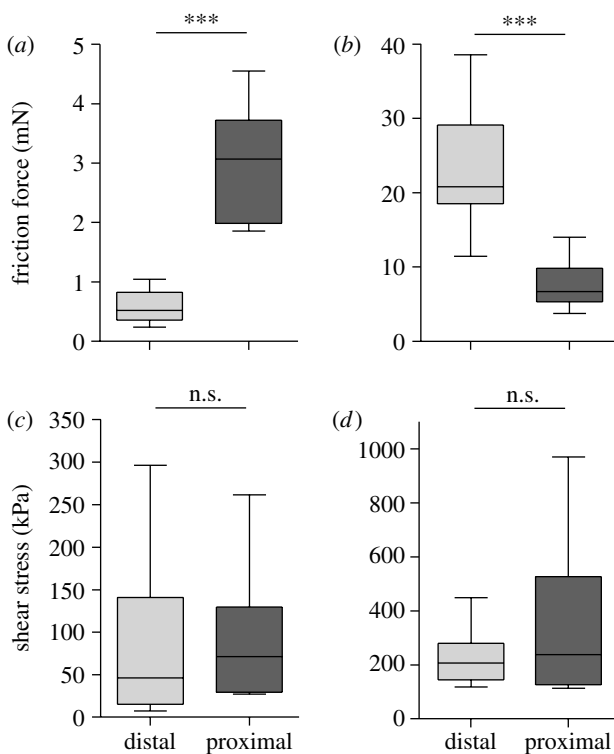 (a)
***
friction force (mN)
5
4
3
2
1
0
(b)
***
40
30
20
10
0
(c)
n.s.
shear stress (kPa)
350
300
250
200
150
100
50
0
distal
proximal
(d)
n.s.
1000
800
600
400
200
0
distal
proximal